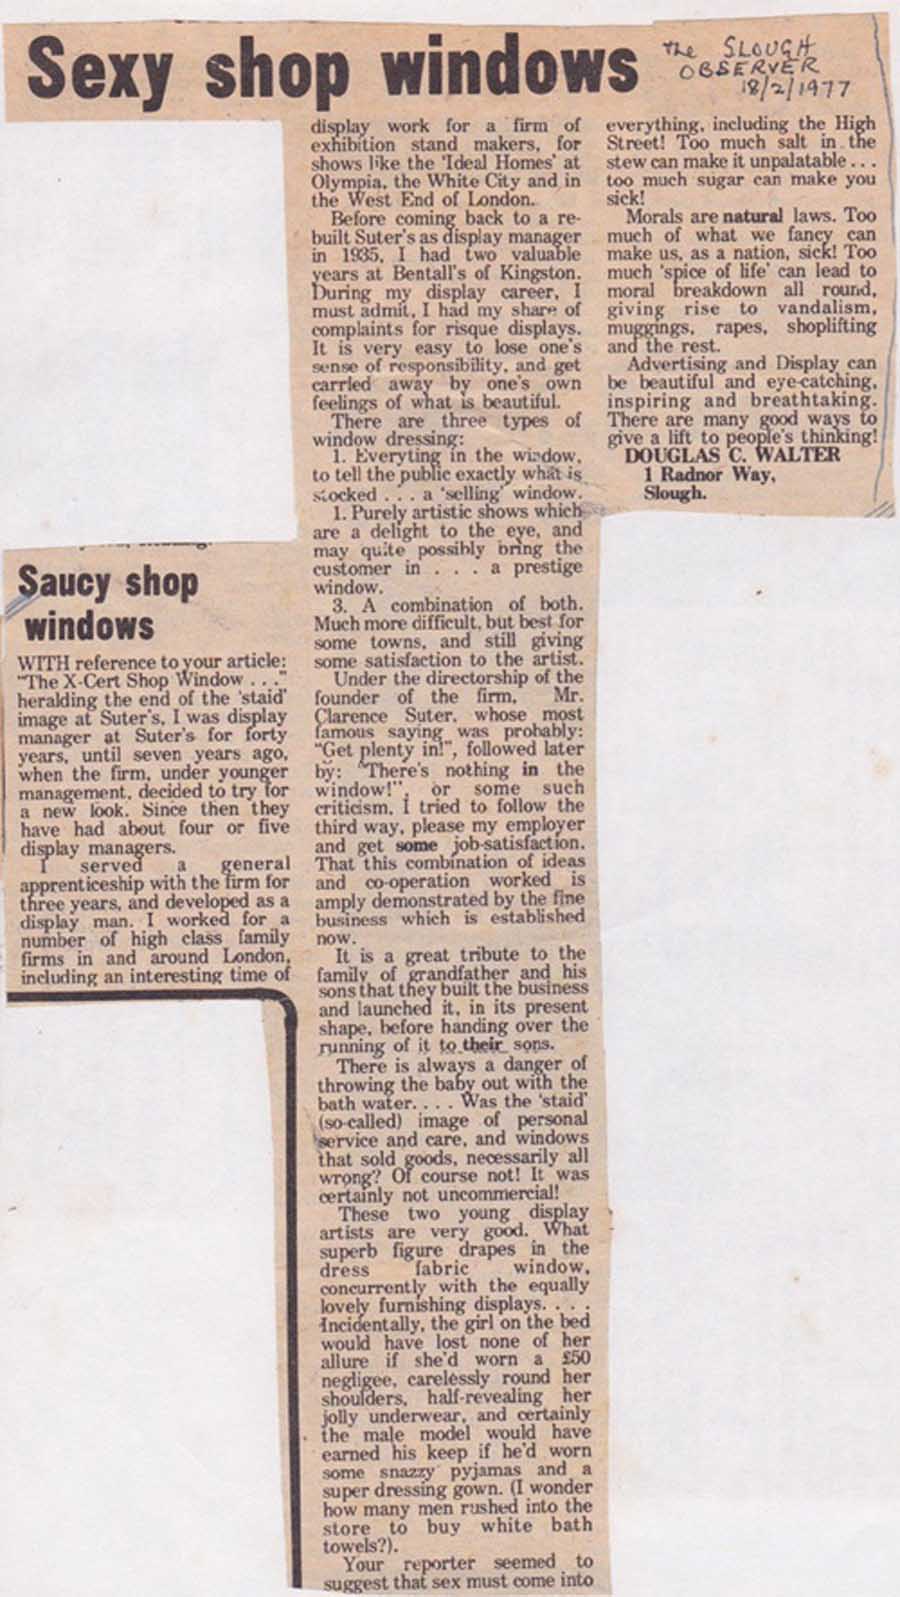 Sexy shop windows
The SLOUGH
OBSERVER
18/2/1977
Saucy shop
windows
WITH reference to your article:
"The X-Cert Shop Window . . ."
heralding the end of the 'staid'
image at Suter's, I was display
manager at Suter's for forty
years, until seven years ago,
when the firm, under younger
management, decided to try for
a new look. Since then they
have had about four or five
display managers.
I served a general
apprenticeship with the firm for
three years, and developed as a
display man. I worked for a
number of high class family
firms in and around London,
including an interesting time of
display work for a firm of
exhibition stand makers, for
shows like the 'Ideal Homes' at
Olympia, the White City and in
the West End of London.
Before coming back to a re-
built Suter's as display manager
in 1935, I had two valuable
years at Bentall's of Kingston.
During my display career, I
must admit, I had my share of
complaints for risque displays.
It is very easy to lose one's
sense of responsibility, and get
carried away by one's own
feelings of what is beautiful.
There are three types of
window dressing:
1. Everyting in the window,
to tell the public exactly what is
stocked . . . a 'selling' window.
1. Purely artistic shows which
are a delight to the eye, and
may quite possibly bring the
customer in . . . a prestige
window.
3. A combination of both.
Much more difficult, but best for
some towns, and still giving
some satisfaction to the artist.
Under the directorship of the
founder of the firm, Mr.
Clarence Suter, whose most
famous saying was probably:
"Get plenty in!", followed later
by: "There's nothing in the
window!", or some such
criticism, I tried to follow the
third way, please my employer
and get some job-satisfaction.
That this combination of ideas
and co-operation worked is
amply demonstrated by the fine
business which is established
now.
It is a great tribute to the
family of grandfather and his
sons that they built the business
and launched it, in its present
shape, before handing over the
running of it to their sons.
There is always a danger of
throwing the baby out with the
bath water. . . . Was the 'staid'
(so-called) image of personal
service and care, and windows
that sold goods, necessarily all
wrong? Of course not! It was
certainly not uncommercial!
These two young display
artists are very good. What
superb figure drapes in the
dress fabric window,
concurrently with the equally
lovely furnishing displays. . . .
Incidentally, the girl on the bed
would have lost none of her
allure if she'd worn a £50
negligee, carelessly round her
shoulders, half-revealing her
jolly underwear, and certainly
the male model would have
earned his keep if he'd worn
some snazzy pyjamas and a
super dressing gown. (I wonder
how many men rushed into the
store to buy white bath
towels?).
Your reporter seemed to
suggest that sex must come into
everything, including the High
Street! Too much salt in the
stew can make it unpalatable . . .
too much sugar can make you
sick!
Morals are natural laws. Too
much of what we fancy can
make us, as a nation, sick! Too
much 'spice of life' can lead to
moral breakdown all round,
giving rise to vandalism,
muggings, rapes, shoplifting
and the rest.
Advertising and Display can
be beautiful and eye-catching,
inspiring and breathtaking.
There are many good ways to
give a lift to people's thinking!
DOUGLAS C. WALTER
1 Radnor Way,
Slough.